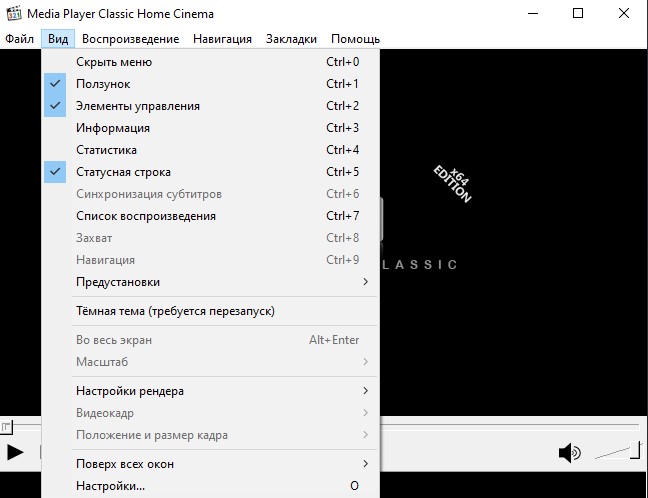 Media Player Classic Home Cinema
Файл Вид Воспроизведение Навигация Закладки Помощь
Скрыть меню Ctrl+0
Ползунок Ctrl+1
Элементы управления Ctrl+2
Информация Ctrl+3
Статистика Ctrl+4
Статусная строка Ctrl+5
Синхронизация субтитров Ctrl+6
Список воспроизведения Ctrl+7
Захват Ctrl+8
Навигация Ctrl+9
Предустановки
Тёмная тема (требуется перезапуск)
Во весь экран Alt+Enter
Масштаб
Настройки рендера
Видеокадр
Положение и размер кадра
Поверх всех окон
Настройки... O
x64
EDITION
LASSIC